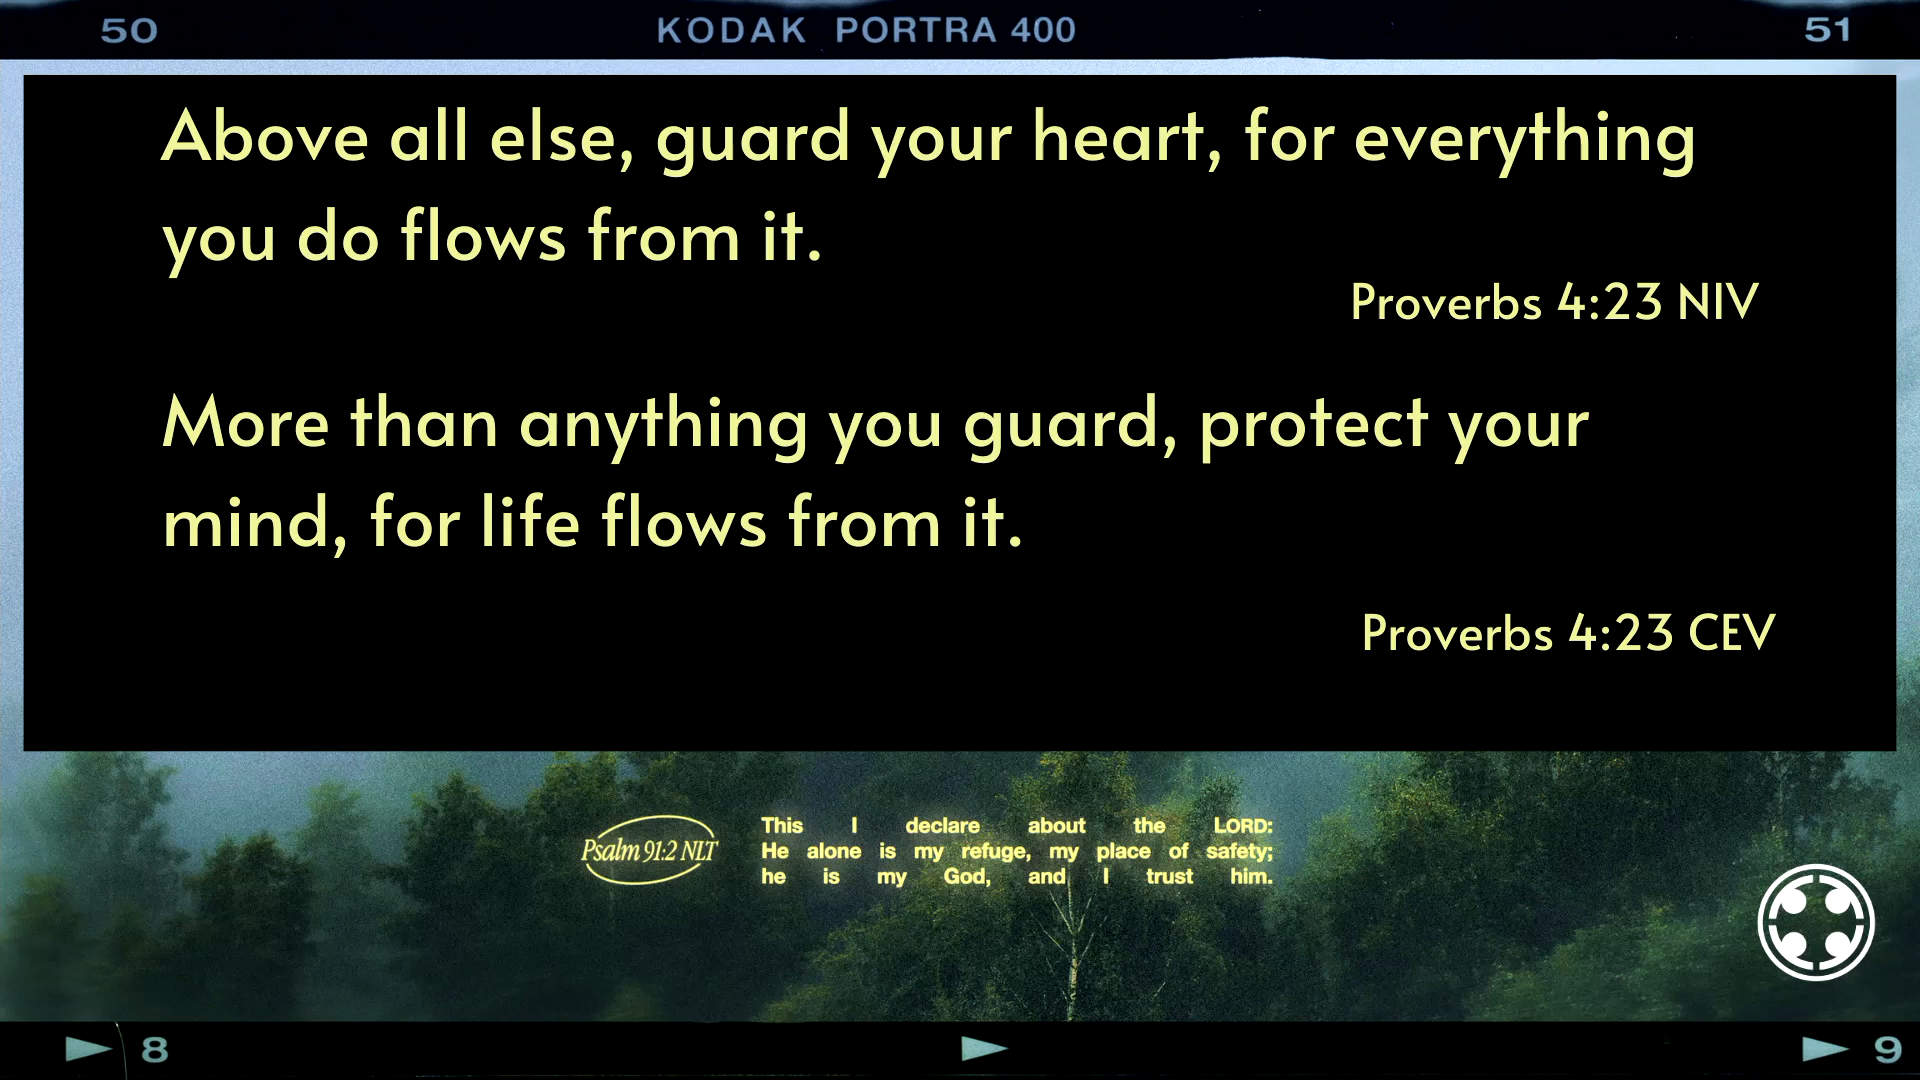 50 KODAK PORTRA 400 51
Above all else, guard your heart, for everything
you do flows from it.
Proverbs 4:23 NIV
More than anything you guard, protect your
mind, for life flows from it.
Proverbs 4:23 CEV
Psalm 91:2 NLT
This I declare about the LORD:
He alone is my refuge, my place of safety;
he is my God, and I trust him.
8 9